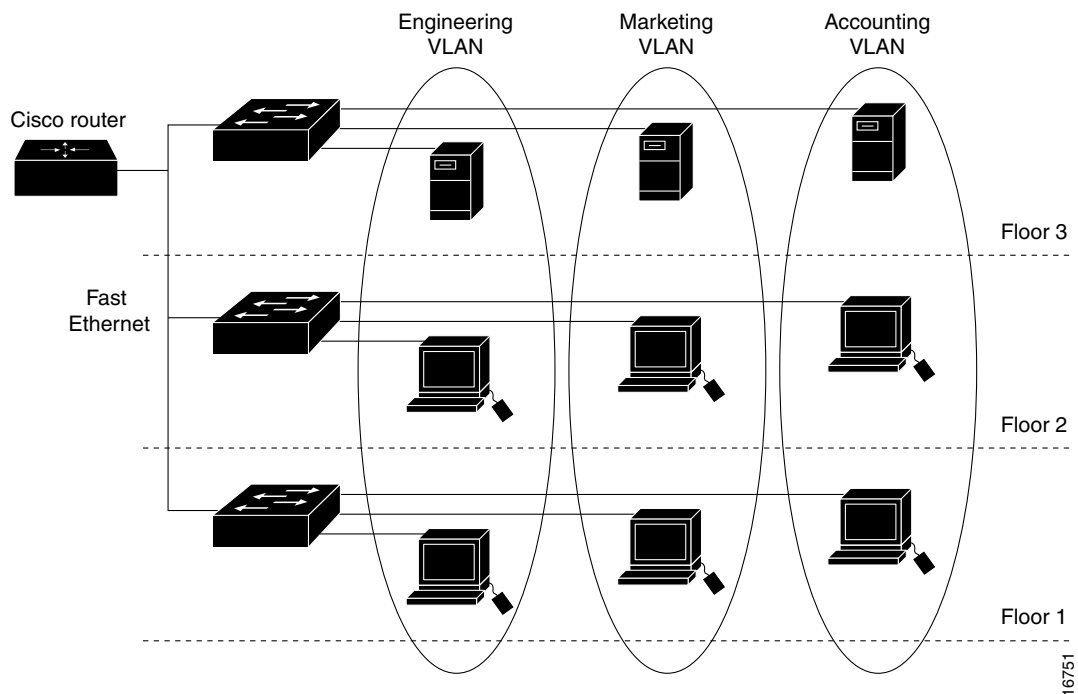 Engineering
VLAN
Marketing
VLAN
Accounting
VLAN
Cisco router
Floor 3
Fast
Ethernet
Floor 2
Floor 1
16751